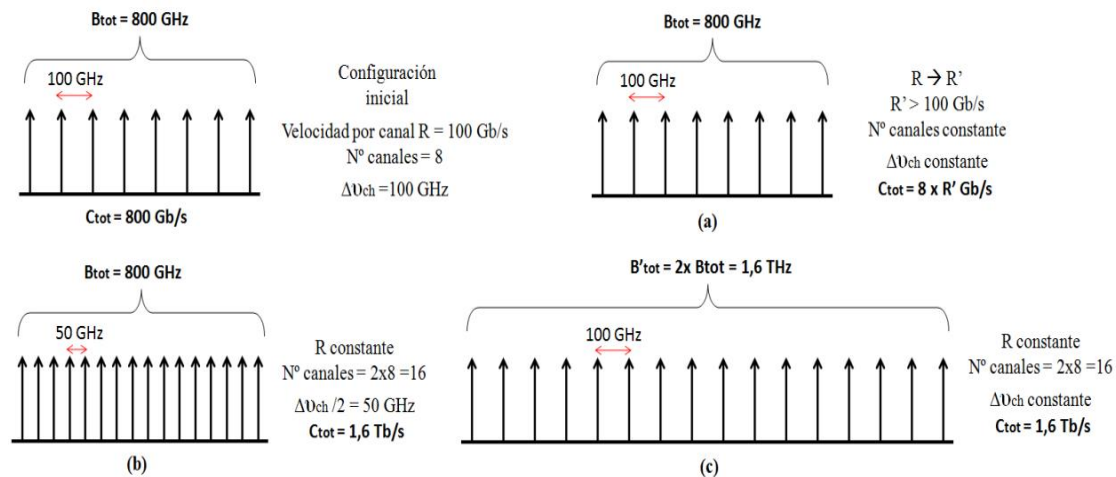 Btot = 800 GHz
100 GHz
Configuración
inicial
Velocidad por canal R = 100 Gb/s
Nº canales = 8
Δυch =100 GHz
Ctot = 800 Gb/s
Btot = 800 GHz
100 GHz
R → R’
R’ > 100 Gb/s
Nº canales constante
Δυch constante
Ctot = 8 x R’ Gb/s
(a)
Btot = 800 GHz
50 GHz
R constante
Nº canales = 2x8 =16
Δυch /2 = 50 GHz
Ctot = 1,6 Tb/s
(b)
B’tot = 2x Btot = 1,6 THz
100 GHz
R constante
Nº canales = 2x8 =16
Δυch constante
Ctot = 1,6 Tb/s
(c)